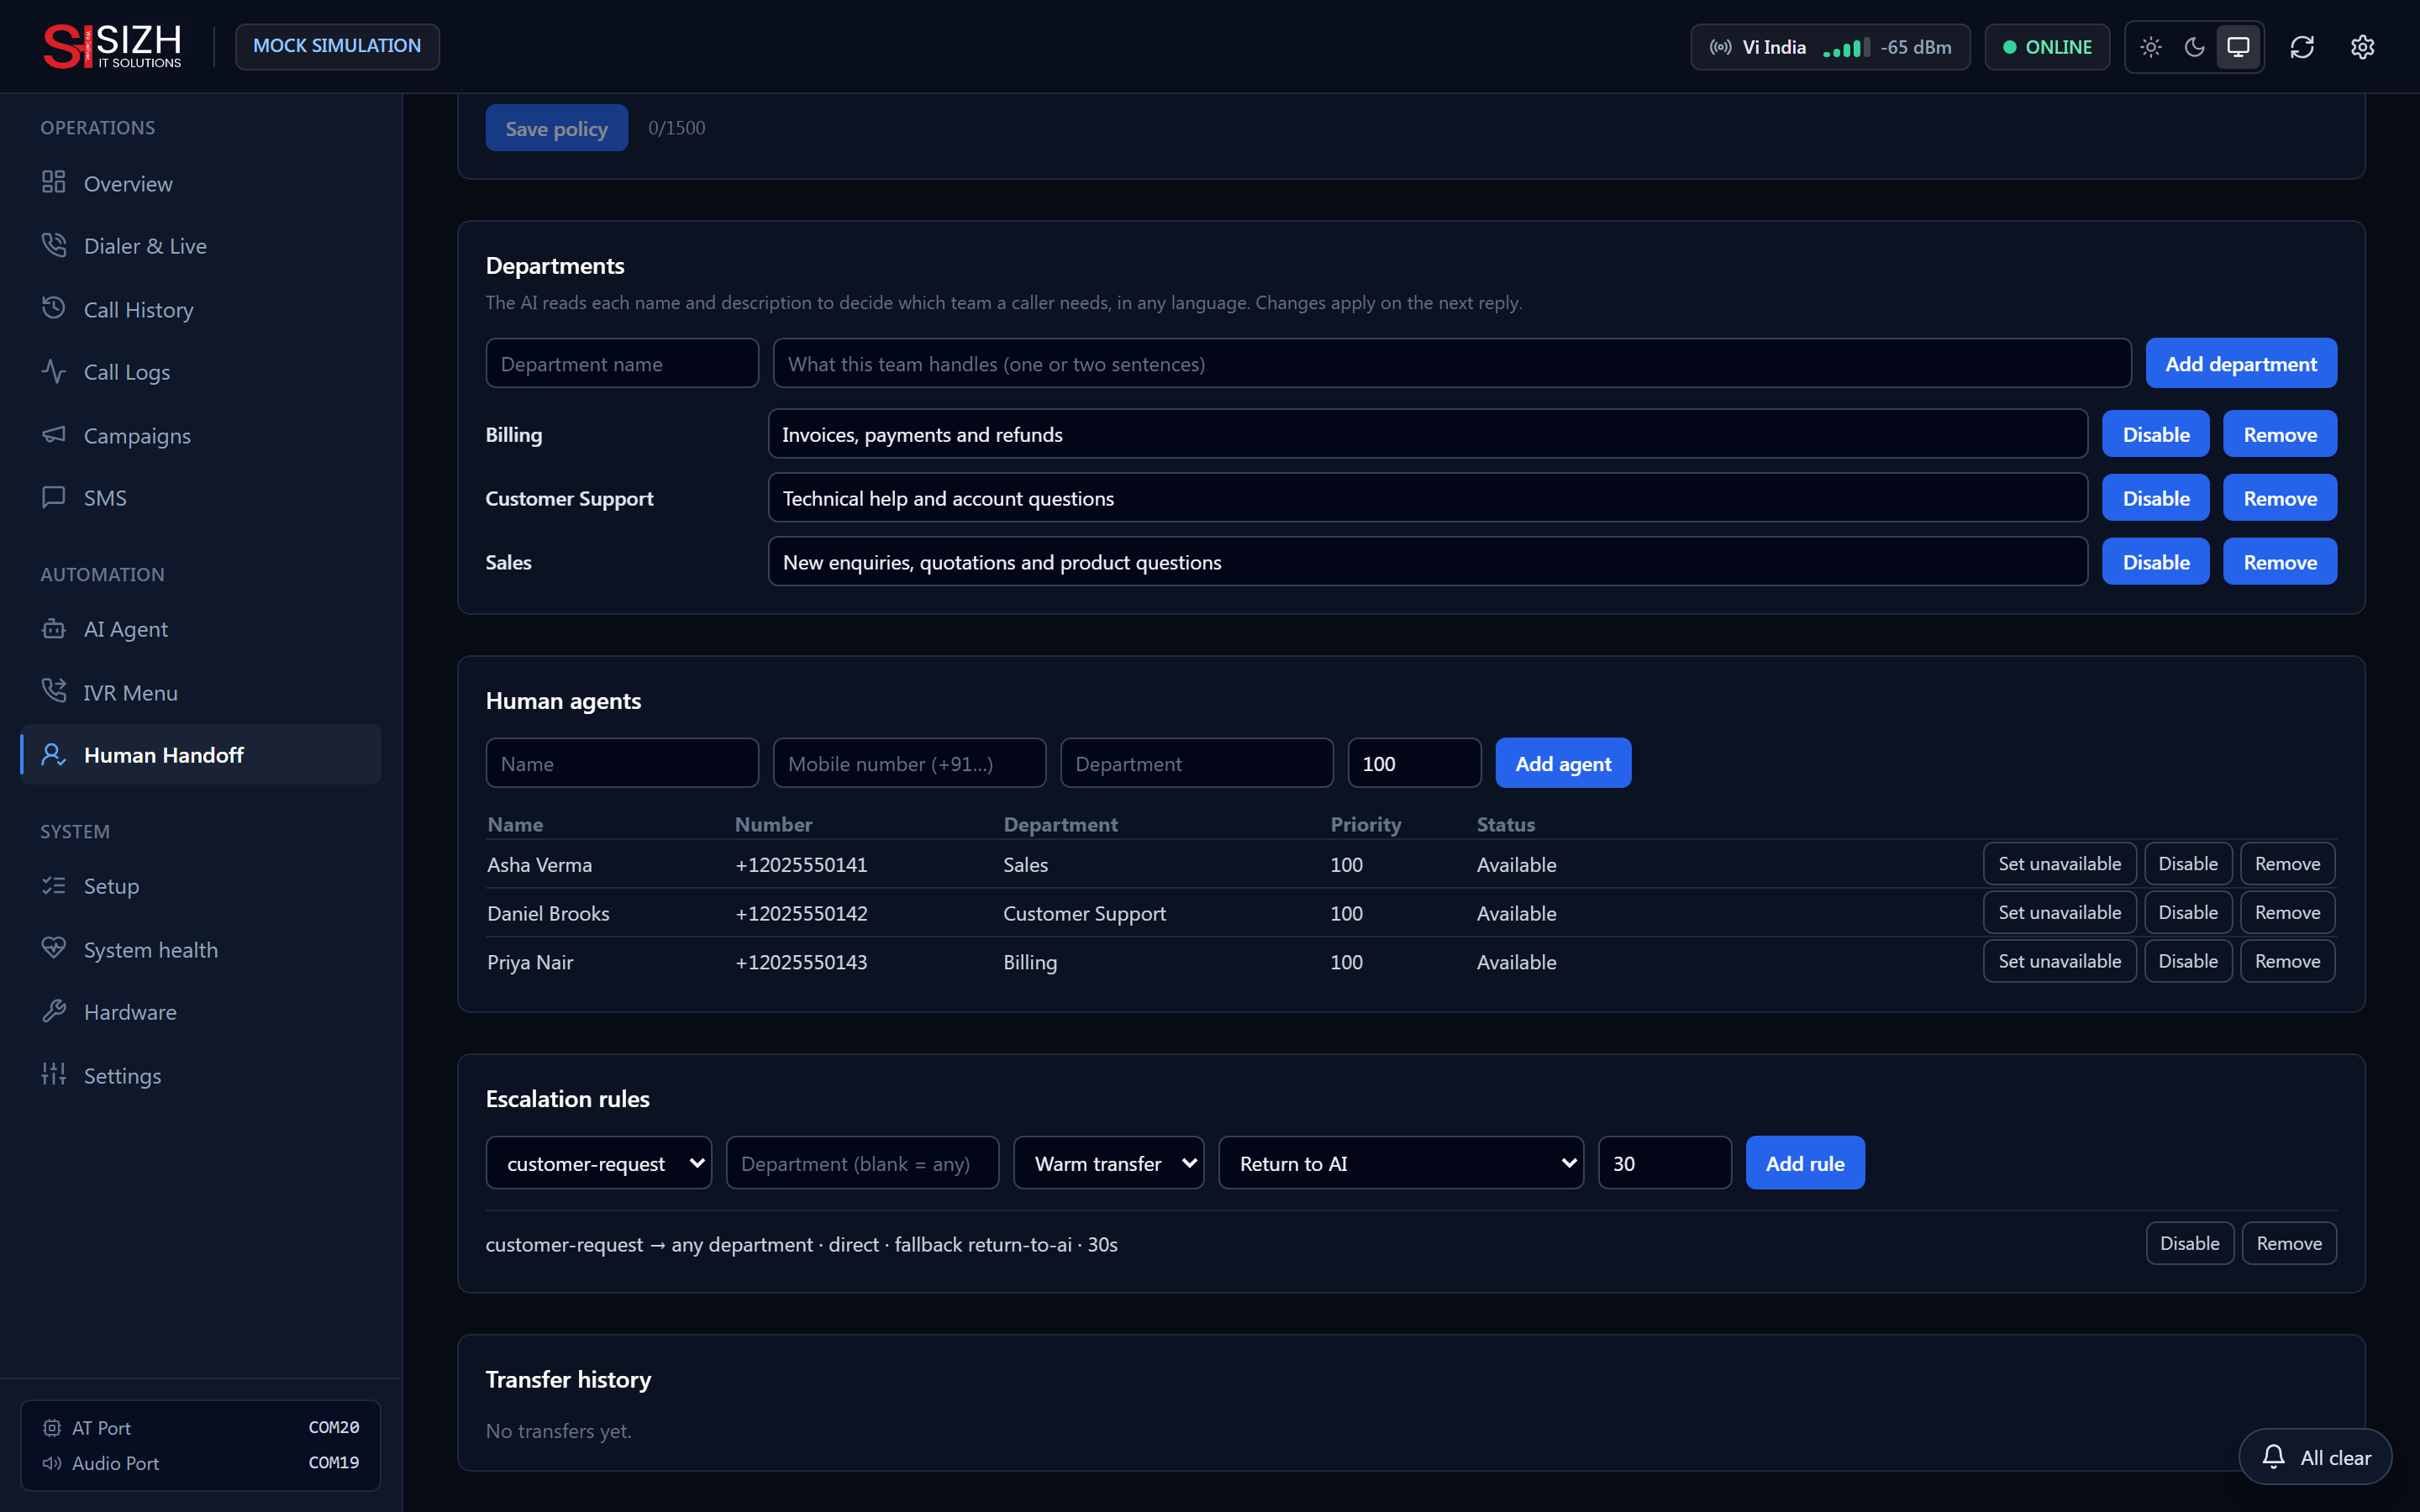 SIZH
IT SOLUTIONS
MOCK SIMULATION
Vi India -65 dBm
ONLINE
OPERATIONS
Overview
Dialer & Live
Call History
Call Logs
Campaigns
SMS
AUTOMATION
AI Agent
IVR Menu
Human Handoff
SYSTEM
Setup
System health
Hardware
Settings
AT Port COM20
Audio Port COM19
Save policy 0/1500
Departments
The AI reads each name and description to decide which team a caller needs, in any language. Changes apply on the next reply.
Department name What this team handles (one or two sentences) Add department
Billing Invoices, payments and refunds Disable Remove
Customer Support Technical help and account questions Disable Remove
Sales New enquiries, quotations and product questions Disable Remove
Human agents
Name Mobile number (+91...) Department 100 Add agent
Name Number Department Priority Status
Asha Verma +12025550141 Sales 100 Available Set unavailable Disable Remove
Daniel Brooks +12025550142 Customer Support 100 Available Set unavailable Disable Remove
Priya Nair +12025550143 Billing 100 Available Set unavailable Disable Remove
Escalation rules
customer-request Department (blank = any) Warm transfer Return to AI 30 Add rule
customer-request → any department · direct · fallback return-to-ai · 30s Disable Remove
Transfer history
No transfers yet.
All clear